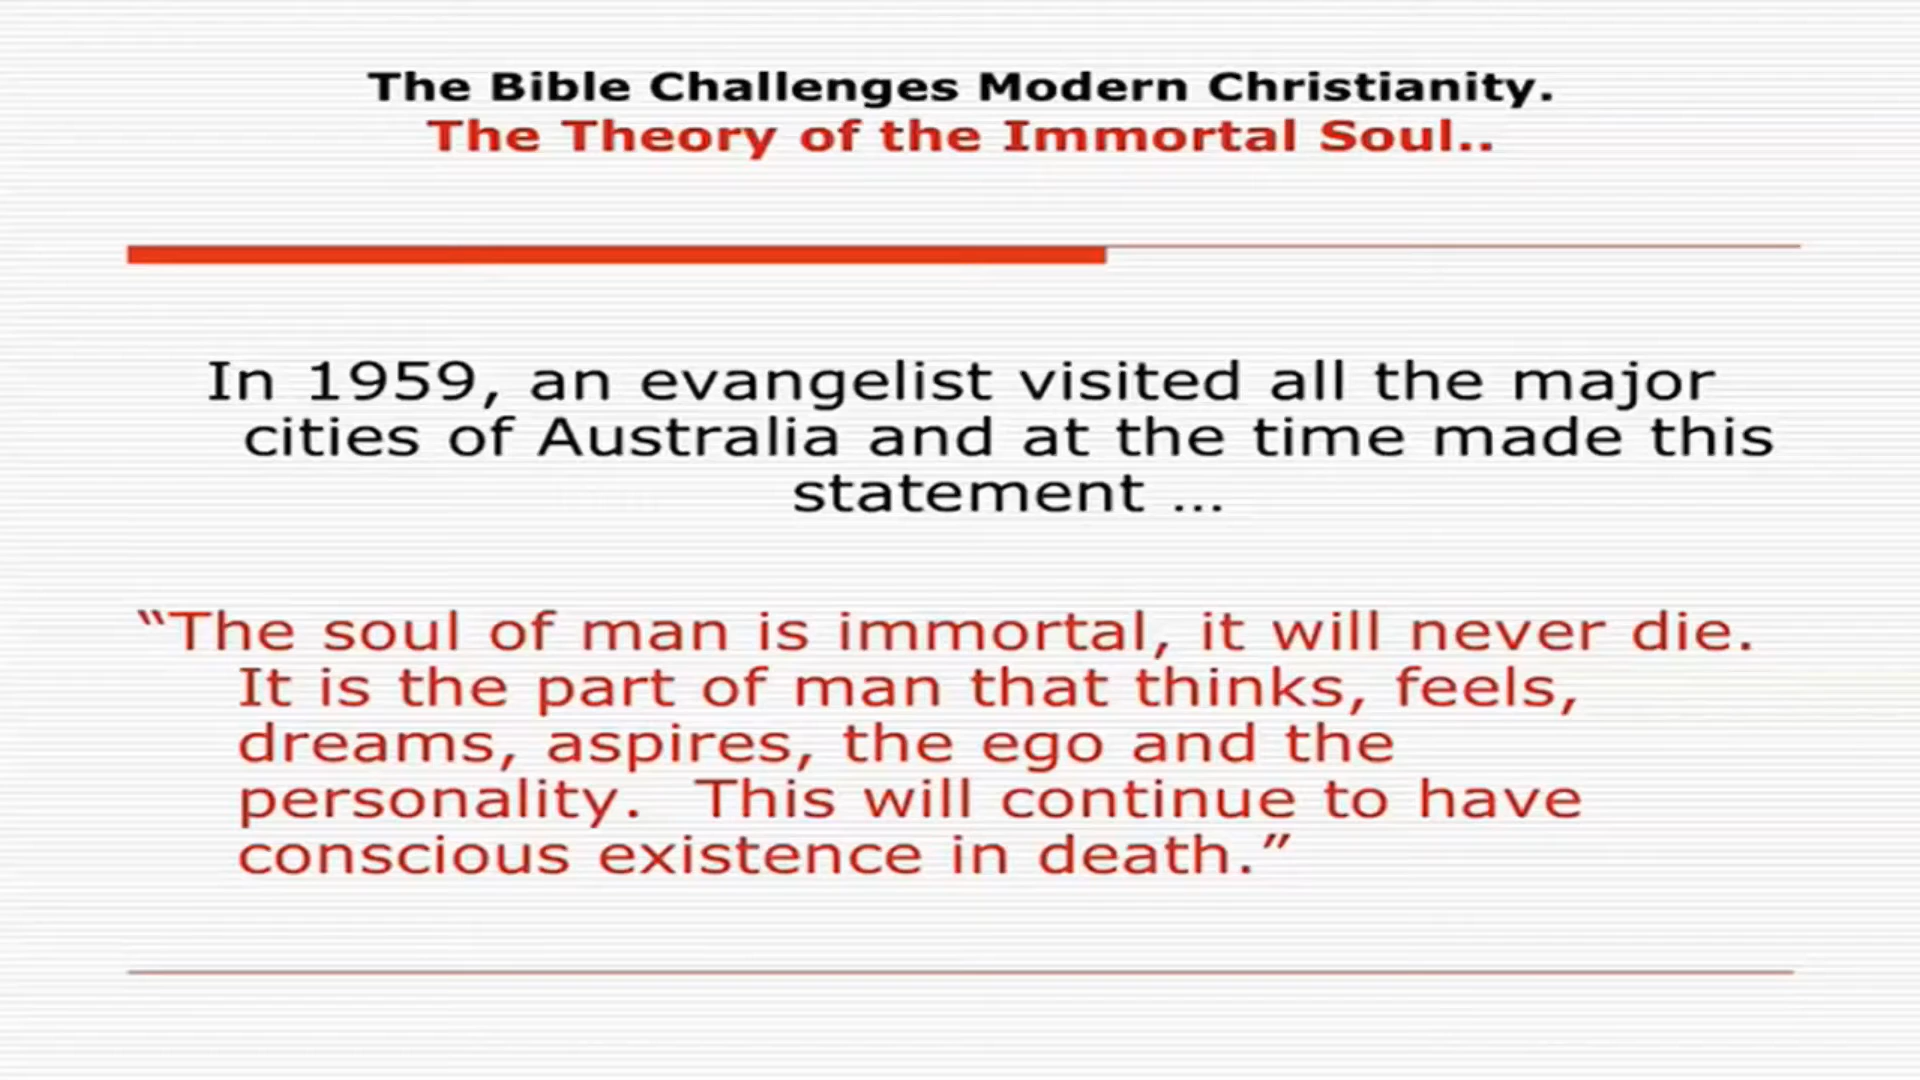 The Bible Challenges Modern Christianity.
The Theory of the Immortal Soul..
In 1959, an evangelist visited all the major
cities of Australia and at the time made this
statement ...
“The soul of man is immortal, it will never die.
It is the part of man that thinks, feels,
dreams, aspires, the ego and the
personality.  This will continue to have
conscious existence in death.”